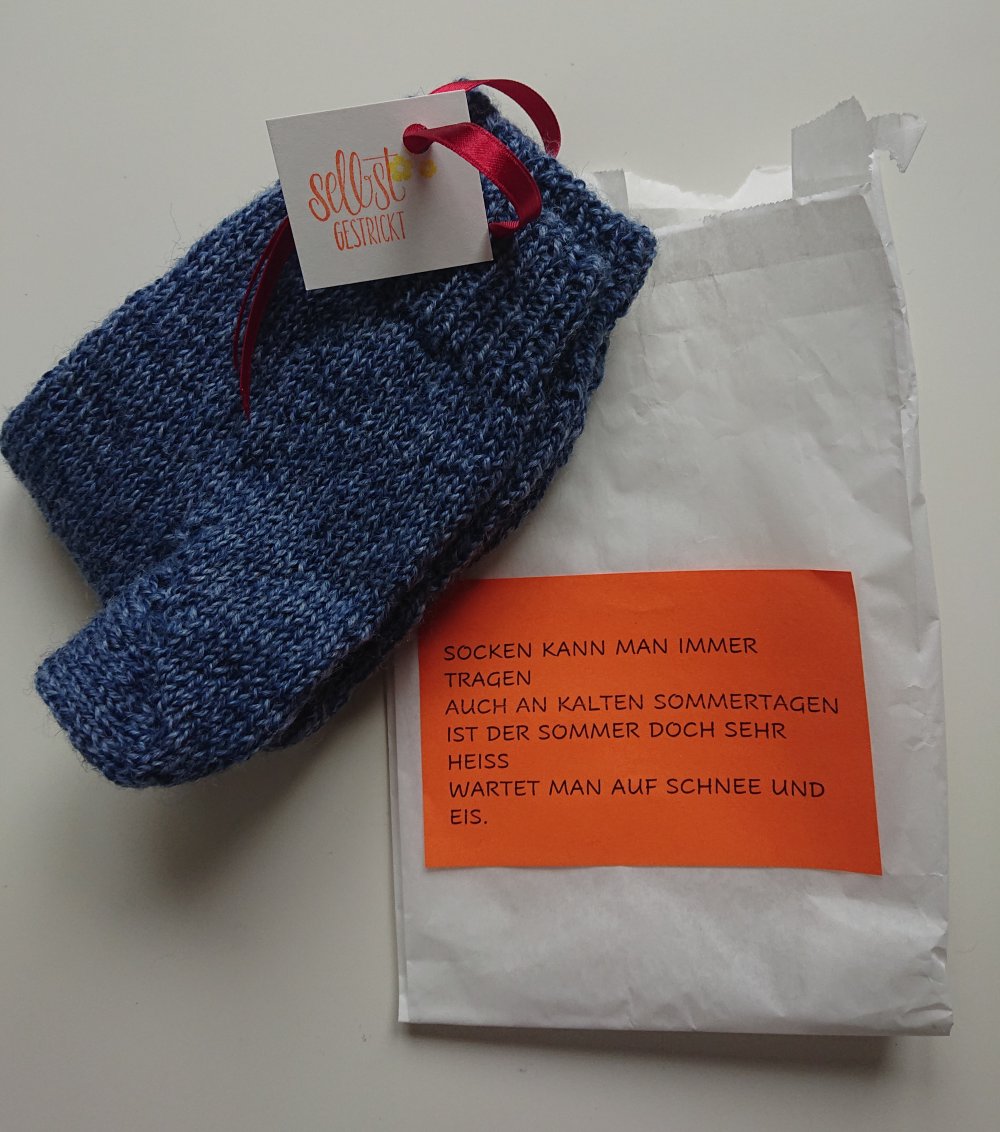 selbst
GESTRICKT
SOCKEN KANN MAN IMMER
TRAGEN
AUCH AN KALTEN SOMMERTAGEN
IST DER SOMMER DOCH SEHR
HEISS
WARTET MAN AUF SCHNEE UND
EIS.